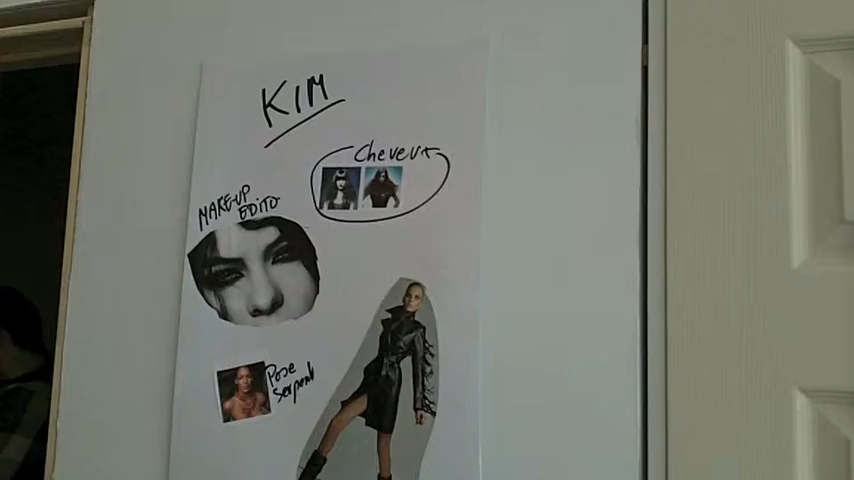 KIM
Cheveux
MAKE-UP
EDITO
Pose
Serpent